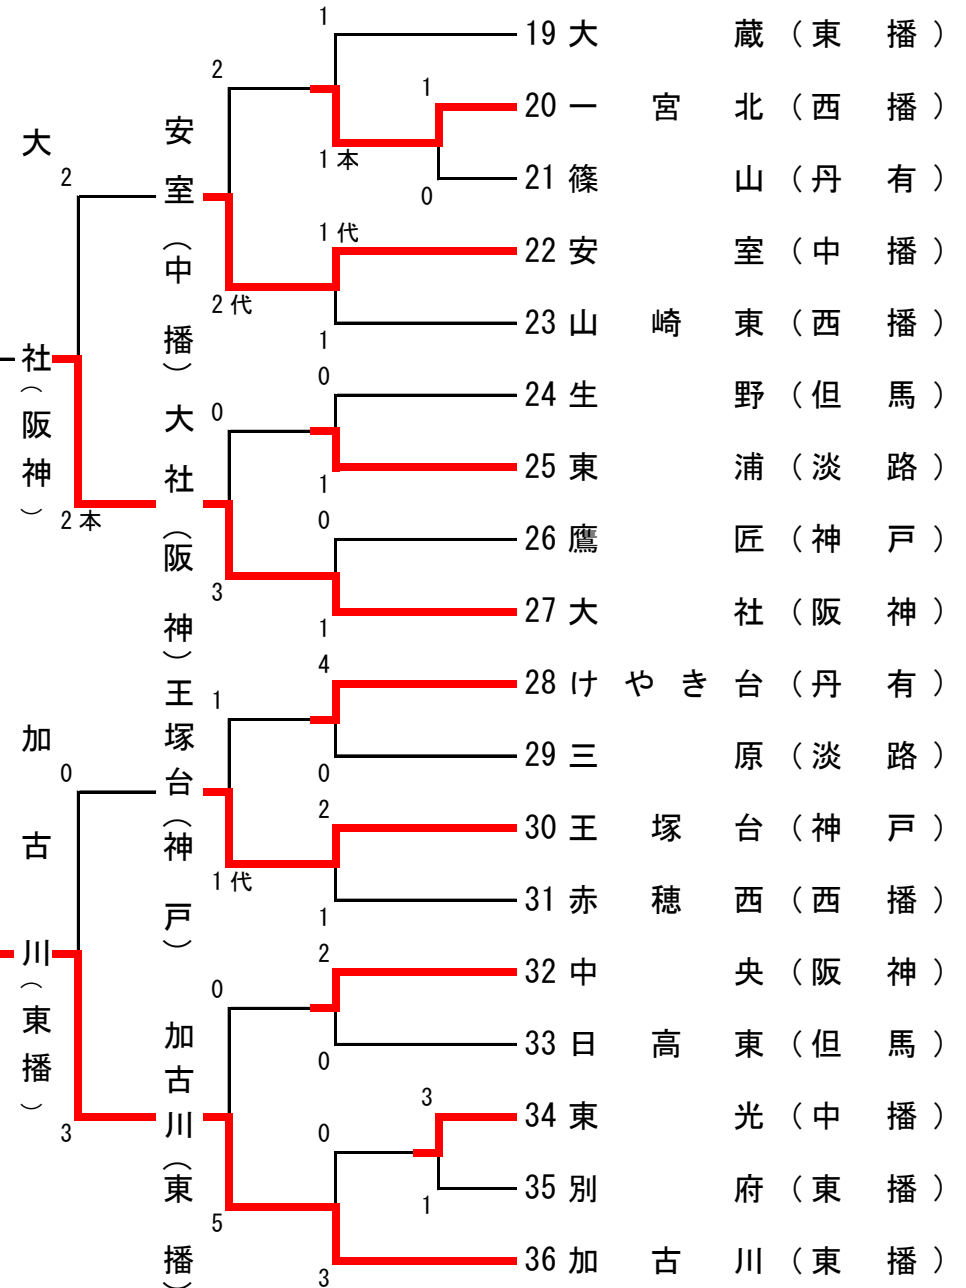 19 大蔵（東播）
20 一宮北（西播）
21 篠山（丹有）
22 安室（中播）
23 山崎東（西播）
24 生野（但馬）
25 東浦（淡路）
26 鷹匠（神戸）
27 大社（阪神）
28 けやき台（丹有）
29 三原（淡路）
30 王塚台（神戸）
31 赤穂西（西播）
32 中央（阪神）
33 日高東（但馬）
34 東光（中播）
35 別府（東播）
36 加古川（東播）
1
0
3
1
1
1本
1代
1
0
1
0
1
4
0
2
1
2
0
0
3
2
2代
0
3
1
1代
0
5
安室（中播）
大社（阪神）
王塚台（神戸）
加古川（東播）
2
2本
0
3
大社（阪神）
加古川（東播）